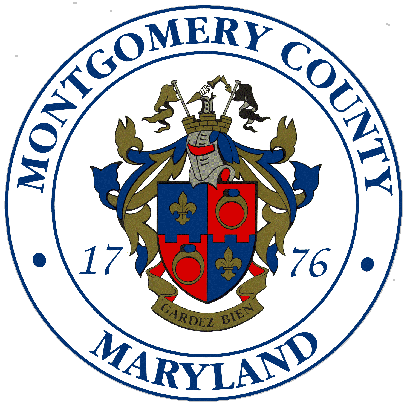 MONTGOMERY COUNTY
17 76
GARDEZ BIEN
MARYLAND